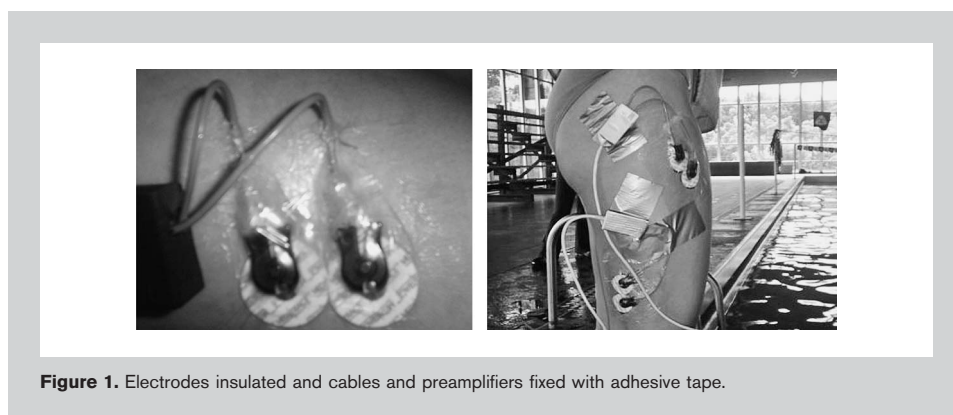 Figure 1. Electrodes insulated and cables and preamplifiers fixed with adhesive tape.